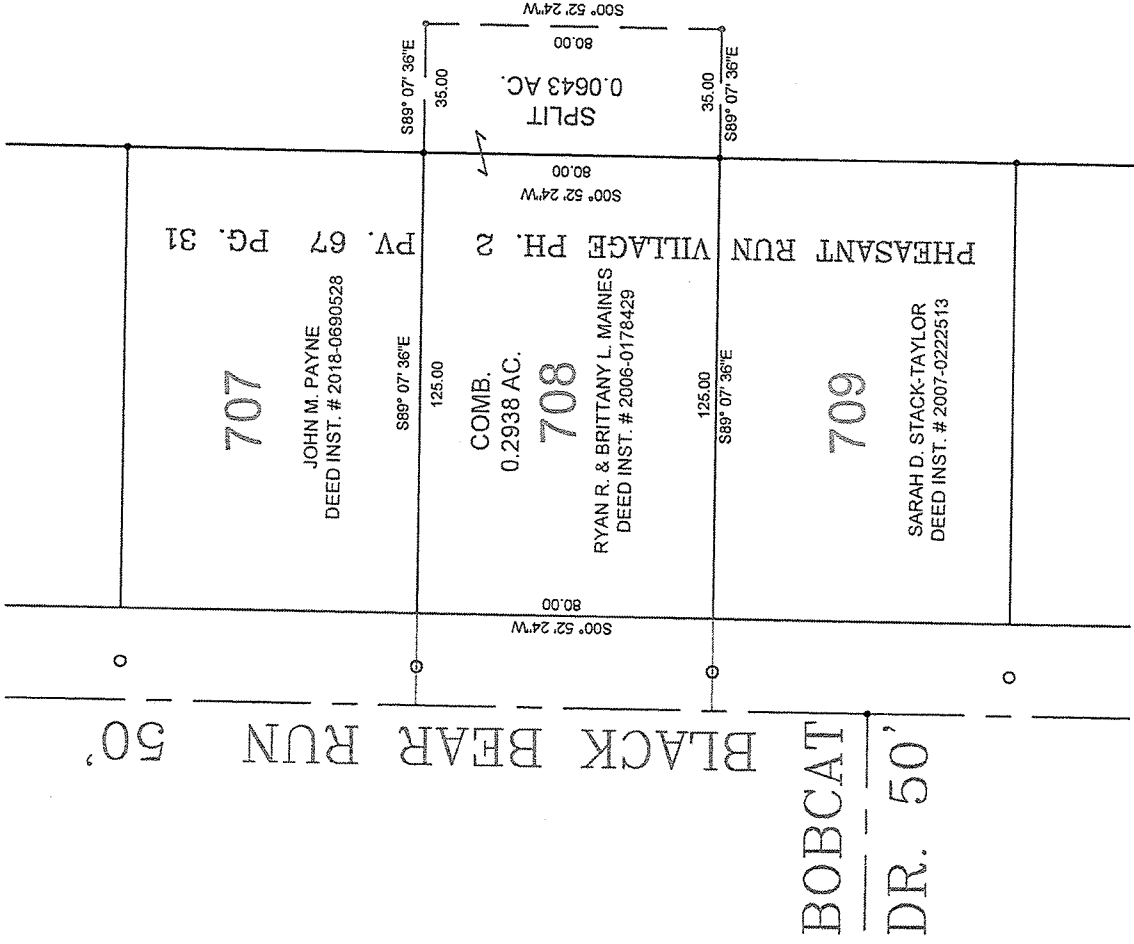 S00° 52' 24"W
80.00
SPLIT
0.0643 AC.
S89° 07' 36"E
35.00
35.00
S89° 07' 36"E
80.00
S00° 52' 24"W
PHEASANT RUN VILLAGE PH. 2 PV. 67 PG. 31
707
JOHN M. PAYNE
DEED INST. # 2018-0690528
S89° 07' 36"E
125.00
COMB.
0.2938 AC.
708
RYAN R. & BRITTANY L. MAINES
DEED INST. # 2006-0178429
125.00
S89° 07' 36"E
709
SARAH D. STACK-TAYLOR
DEED INST. # 2007-0222513
80.00
S00° 52' 24"W
BLACK BEAR RUN 50'
BOBCAT
DR. 50'